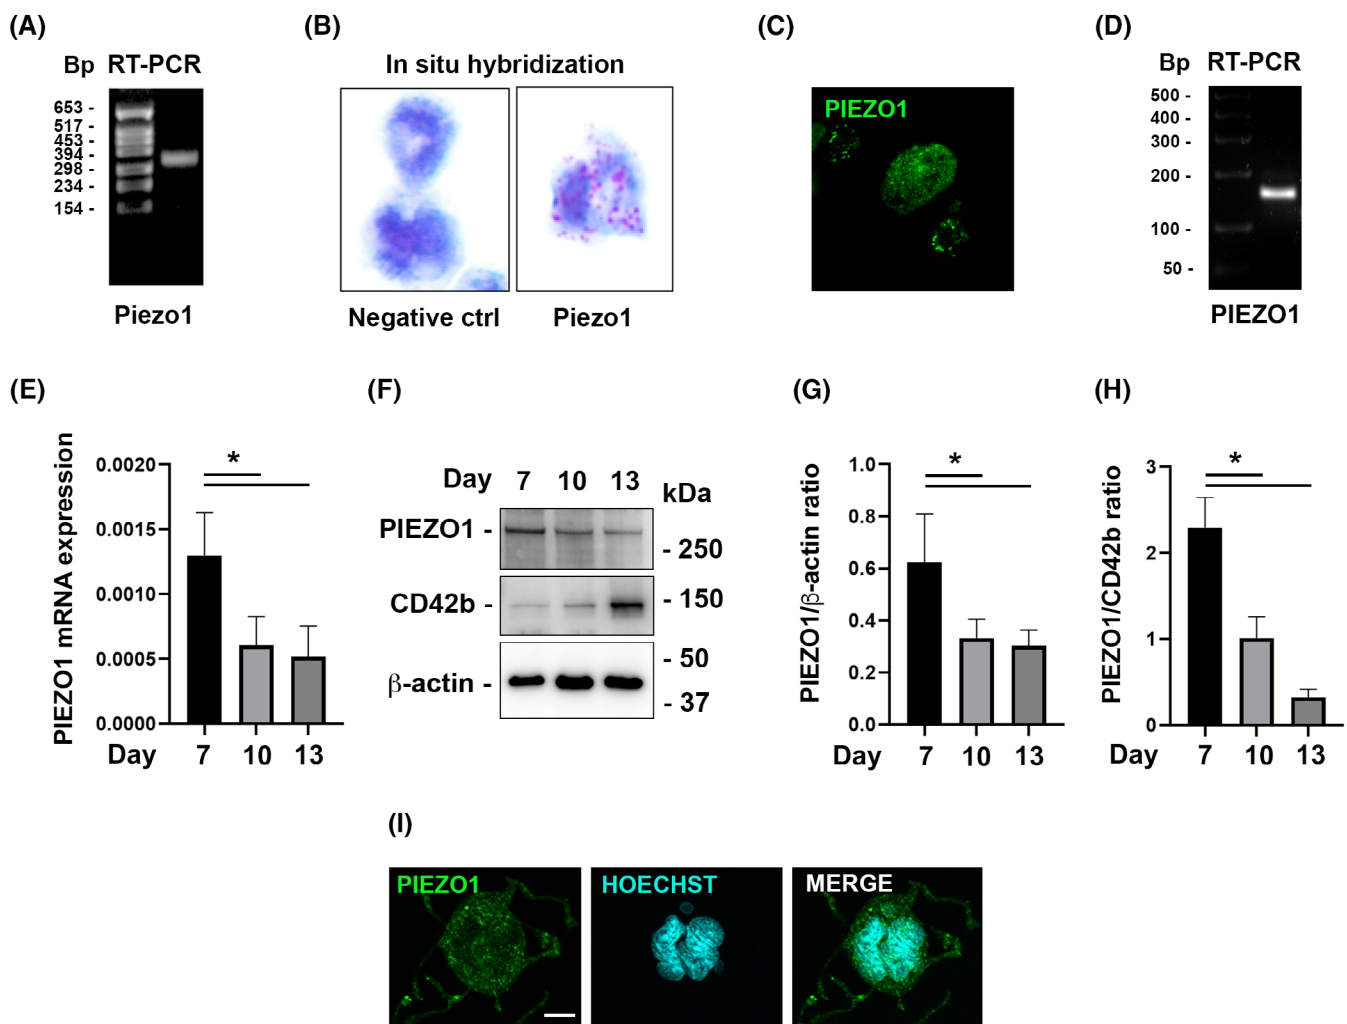 (A)
Bp RT-PCR
653 -
517 -
453 -
394 -
298 -
234 -
154 -
Piezo1
(B)
In situ hybridization
Negative ctrl
Piezo1
(C)
PIEZO1
(D)
Bp RT-PCR
500 -
400 -
300 -
200 -
100 -
50 -
PIEZO1
(E)
PIEZO1 mRNA expression
0.0020
0.0015
0.0010
0.0005
0.0000
*
Day 7 10 13
(F)
Day 7 10 13
kDa
PIEZO1 -
- 250
CD42b -
- 150
β-actin -
- 50
- 37
(G)
PIEZO1/β-actin ratio
1.0
0.8
0.6
0.4
0.2
0.0
*
Day 7 10 13
(H)
PIEZO1/CD42b ratio
3
2
1
0
*
Day 7 10 13
(I)
PIEZO1
HOECHST
MERGE